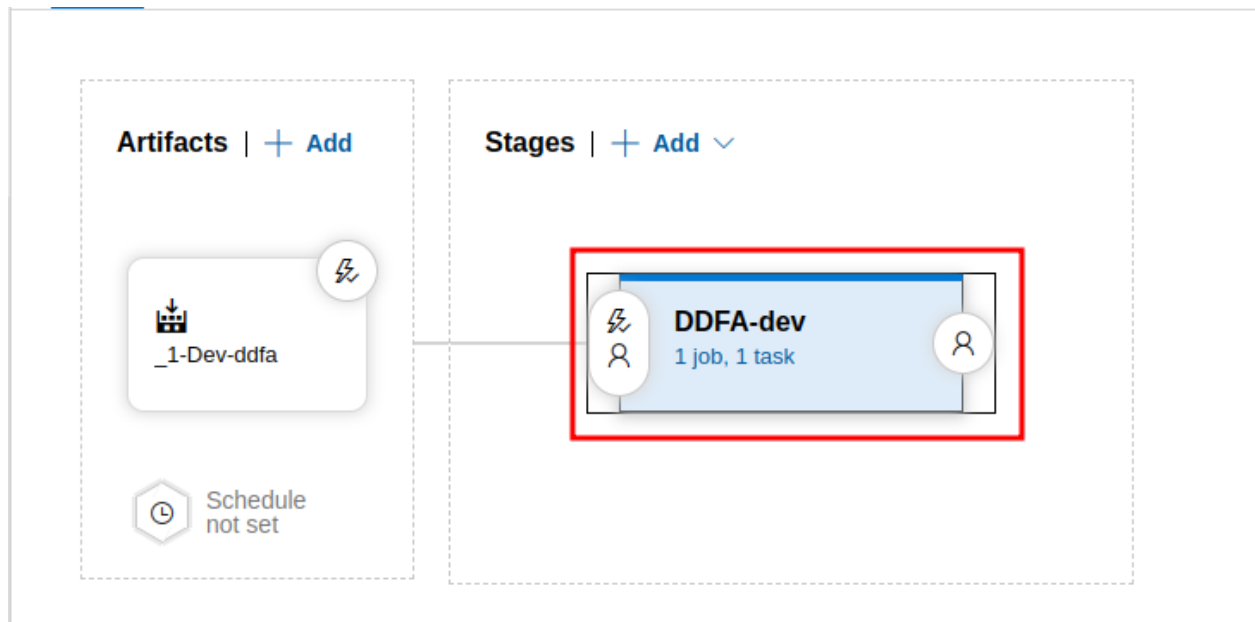 Artifacts | + Add
Stages | + Add
_1-Dev-ddfa
DDFA-dev
1 job, 1 task
Schedule
not set